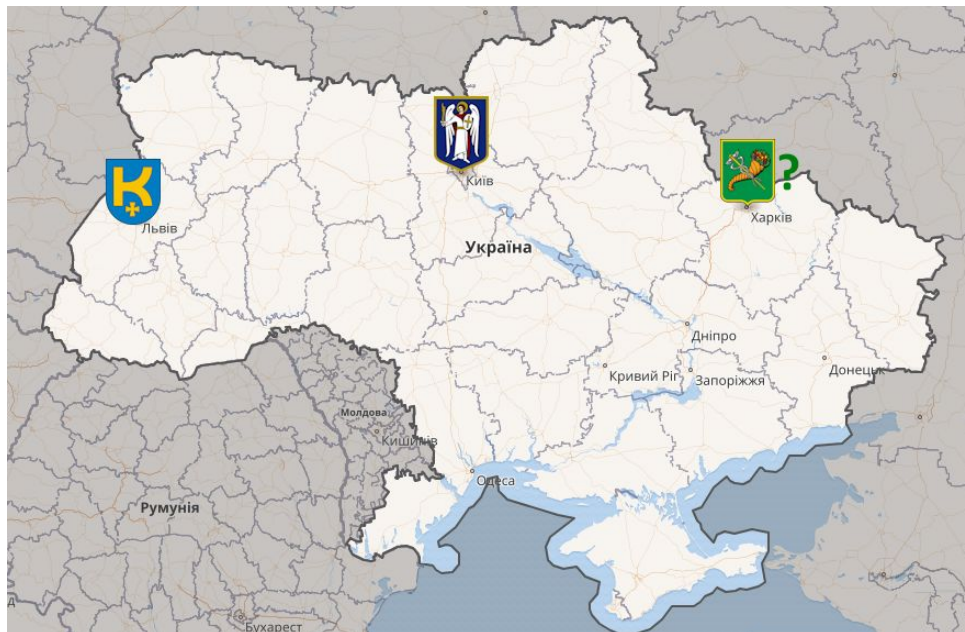 Київ
?
Харків
Львів
Україна
Дніпро
Кривий Ріг
Запоріжжя
Донецьк
Молдова
Кишинів
Одеса
Румунія
Бухарест